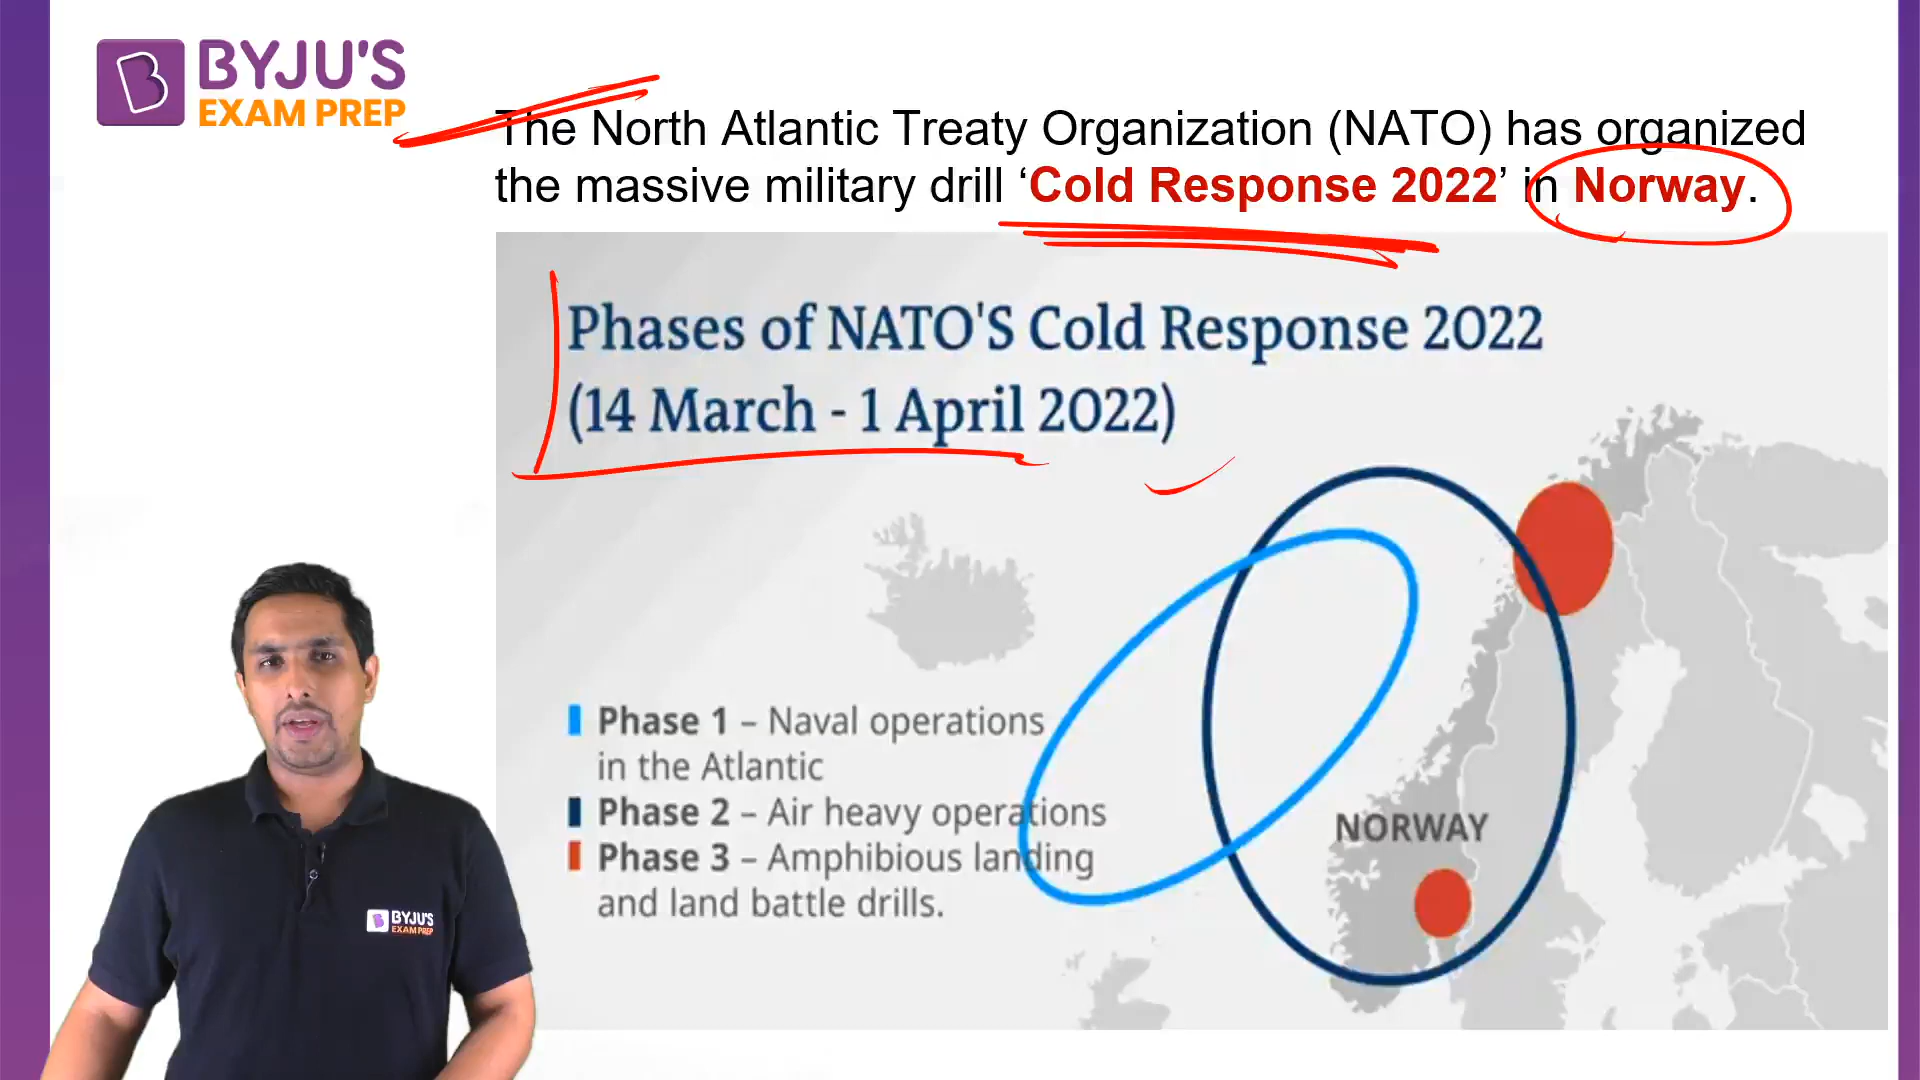 BYJU'S
EXAM PREP
The North Atlantic Treaty Organization (NATO) has organized
the massive military drill ‘Cold Response 2022’ in Norway.
Phases of NATO'S Cold Response 2022
(14 March - 1 April 2022)
Phase 1 – Naval operations
in the Atlantic
Phase 2 – Air heavy operations
Phase 3 – Amphibious landing
and land battle drills.
NORWAY
BYJU'S
EXAM PREP